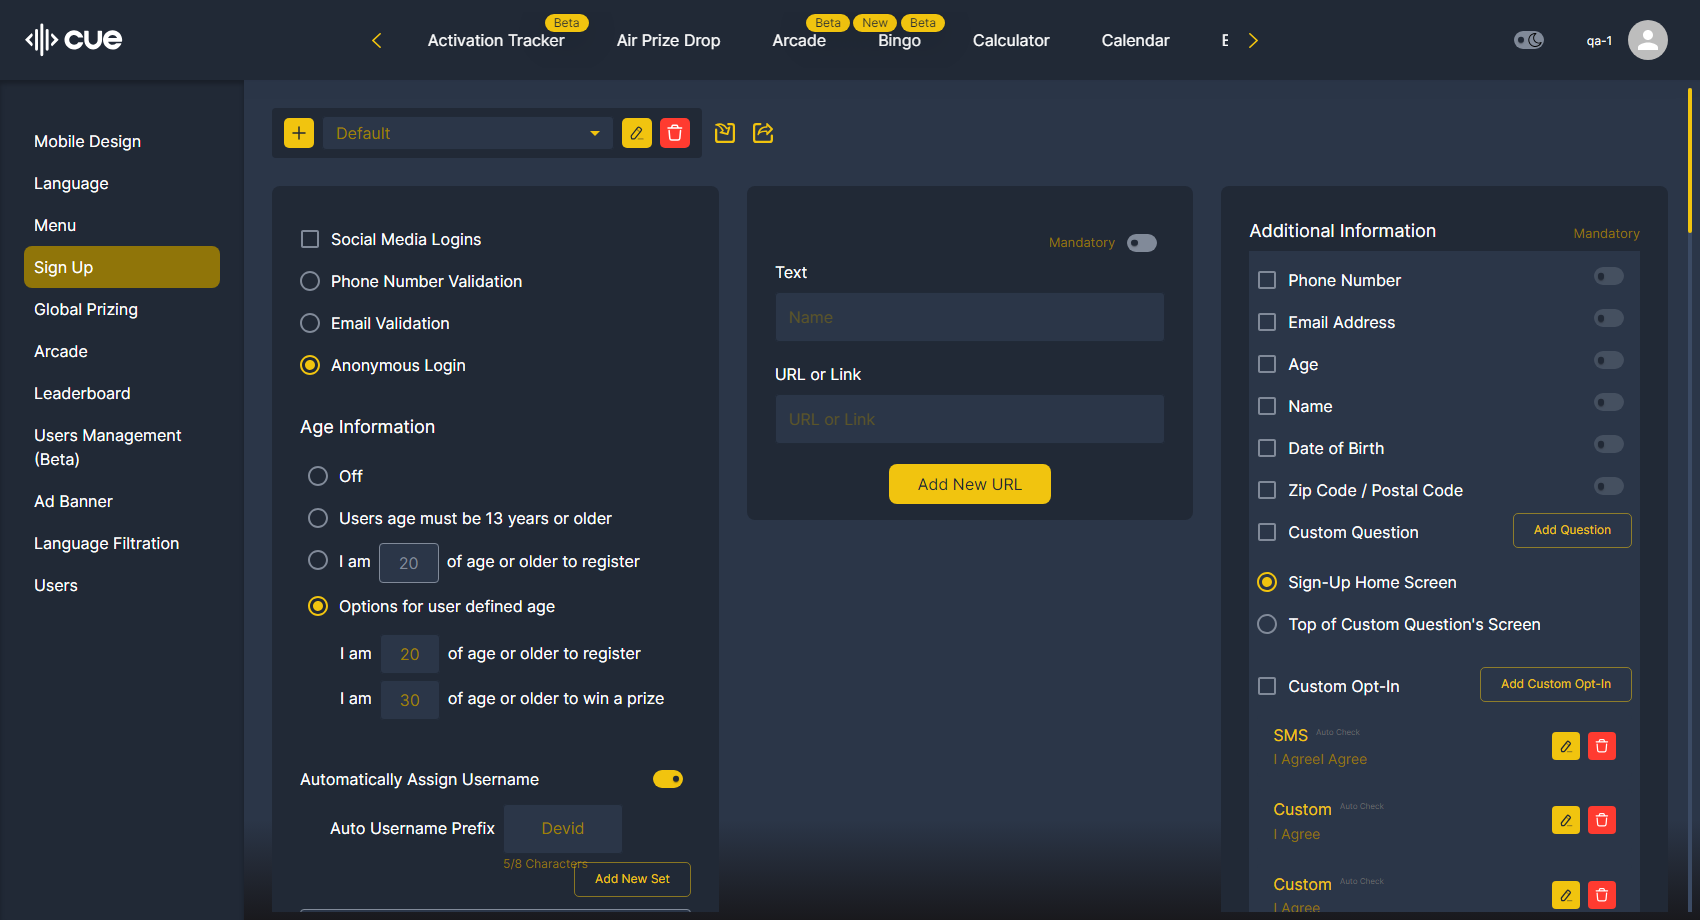 cue
Beta
Beta
New
Beta
Activation Tracker
Air Prize Drop
Arcade
Bingo
Calculator
Calendar
qa-1
Mobile Design
Language
Menu
Sign Up
Global Prizing
Arcade
Leaderboard
Users Management
(Beta)
Ad Banner
Language Filtration
Users
Default
Social Media Logins
Phone Number Validation
Email Validation
Anonymous Login
Age Information
Off
Users age must be 13 years or older
I am 20 of age or older to register
Options for user defined age
I am 20 of age or older to register
I am 30 of age or older to win a prize
Automatically Assign Username
Auto Username Prefix Devid
5/8 Characters
Add New Set
Mandatory
Text
Name
URL or Link
URL or Link
Add New URL
Additional Information
Mandatory
Phone Number
Email Address
Age
Name
Date of Birth
Zip Code / Postal Code
Custom Question
Add Question
Sign-Up Home Screen
Top of Custom Question's Screen
Custom Opt-In
Add Custom Opt-In
SMS Auto Check
I AgreeI Agree
Custom Auto Check
I Agree
Custom Auto Check
I Agree